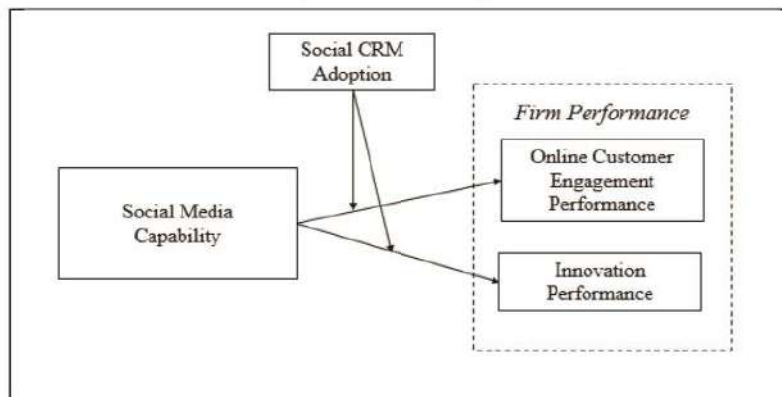 Social CRM
Adoption
Firm Performance
Online Customer
Engagement
Performance
Social Media
Capability
Innovation
Performance